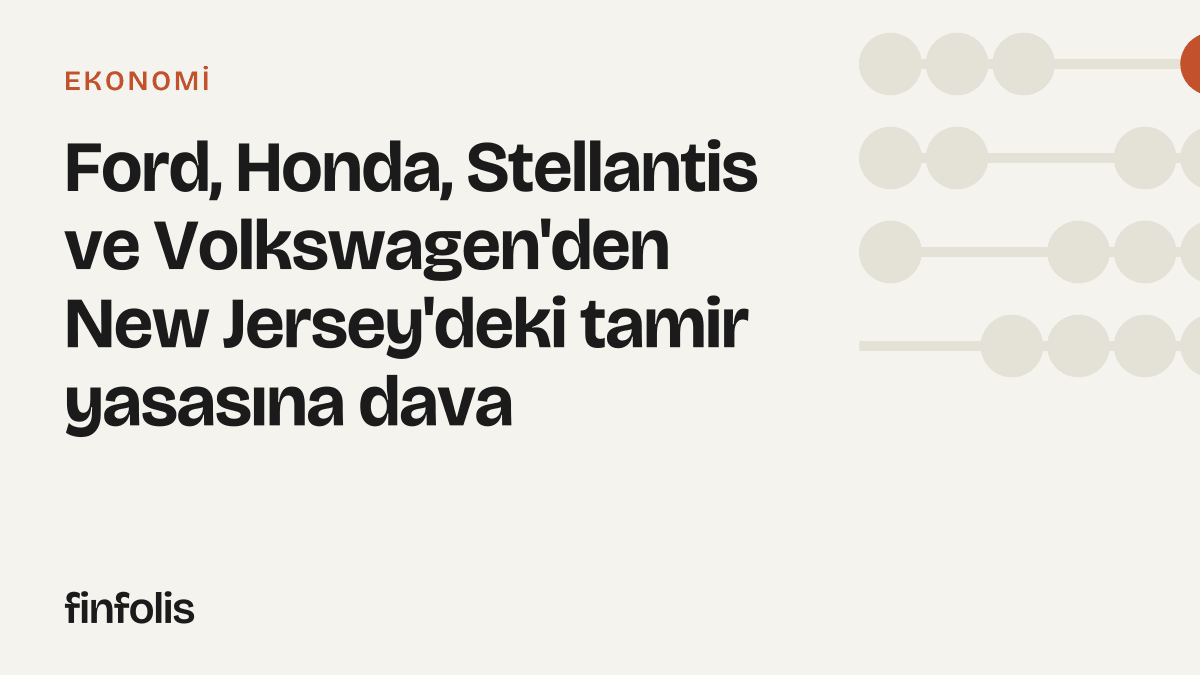 EKONOMİ
Ford, Honda, Stellantis
ve Volkswagen'den
New Jersey'deki tamir
yasasına dava
finfolis